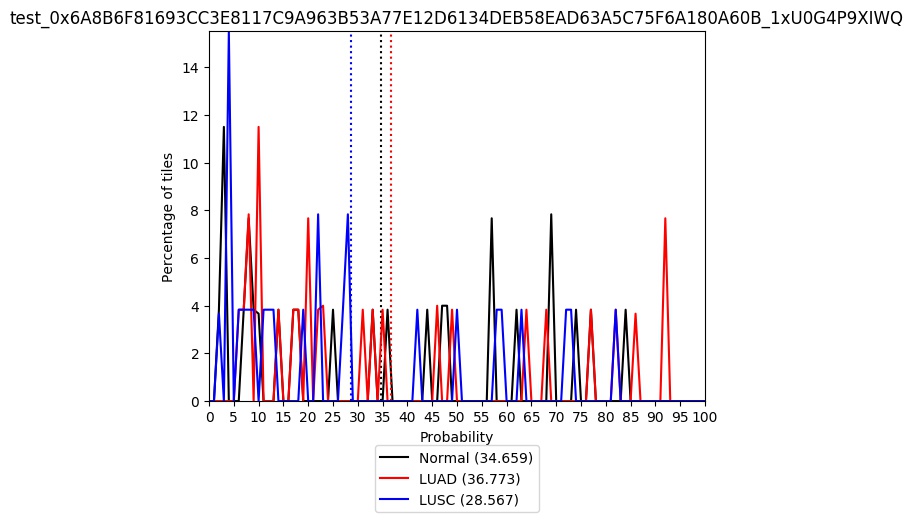 test_0x6A8B6F81693CC3E8117C9A963B53A77E12D6134DEB58EAD63A5C75F6A180A60B_1xU0G4P9XIWQ
14
12
10
8
6
4
2
0
Percentage of tiles
0 5 10 15 20 25 30 35 40 45 50 55 60 65 70 75 80 85 90 95 100
Probability
Normal (34.659)
LUAD (36.773)
LUSC (28.567)